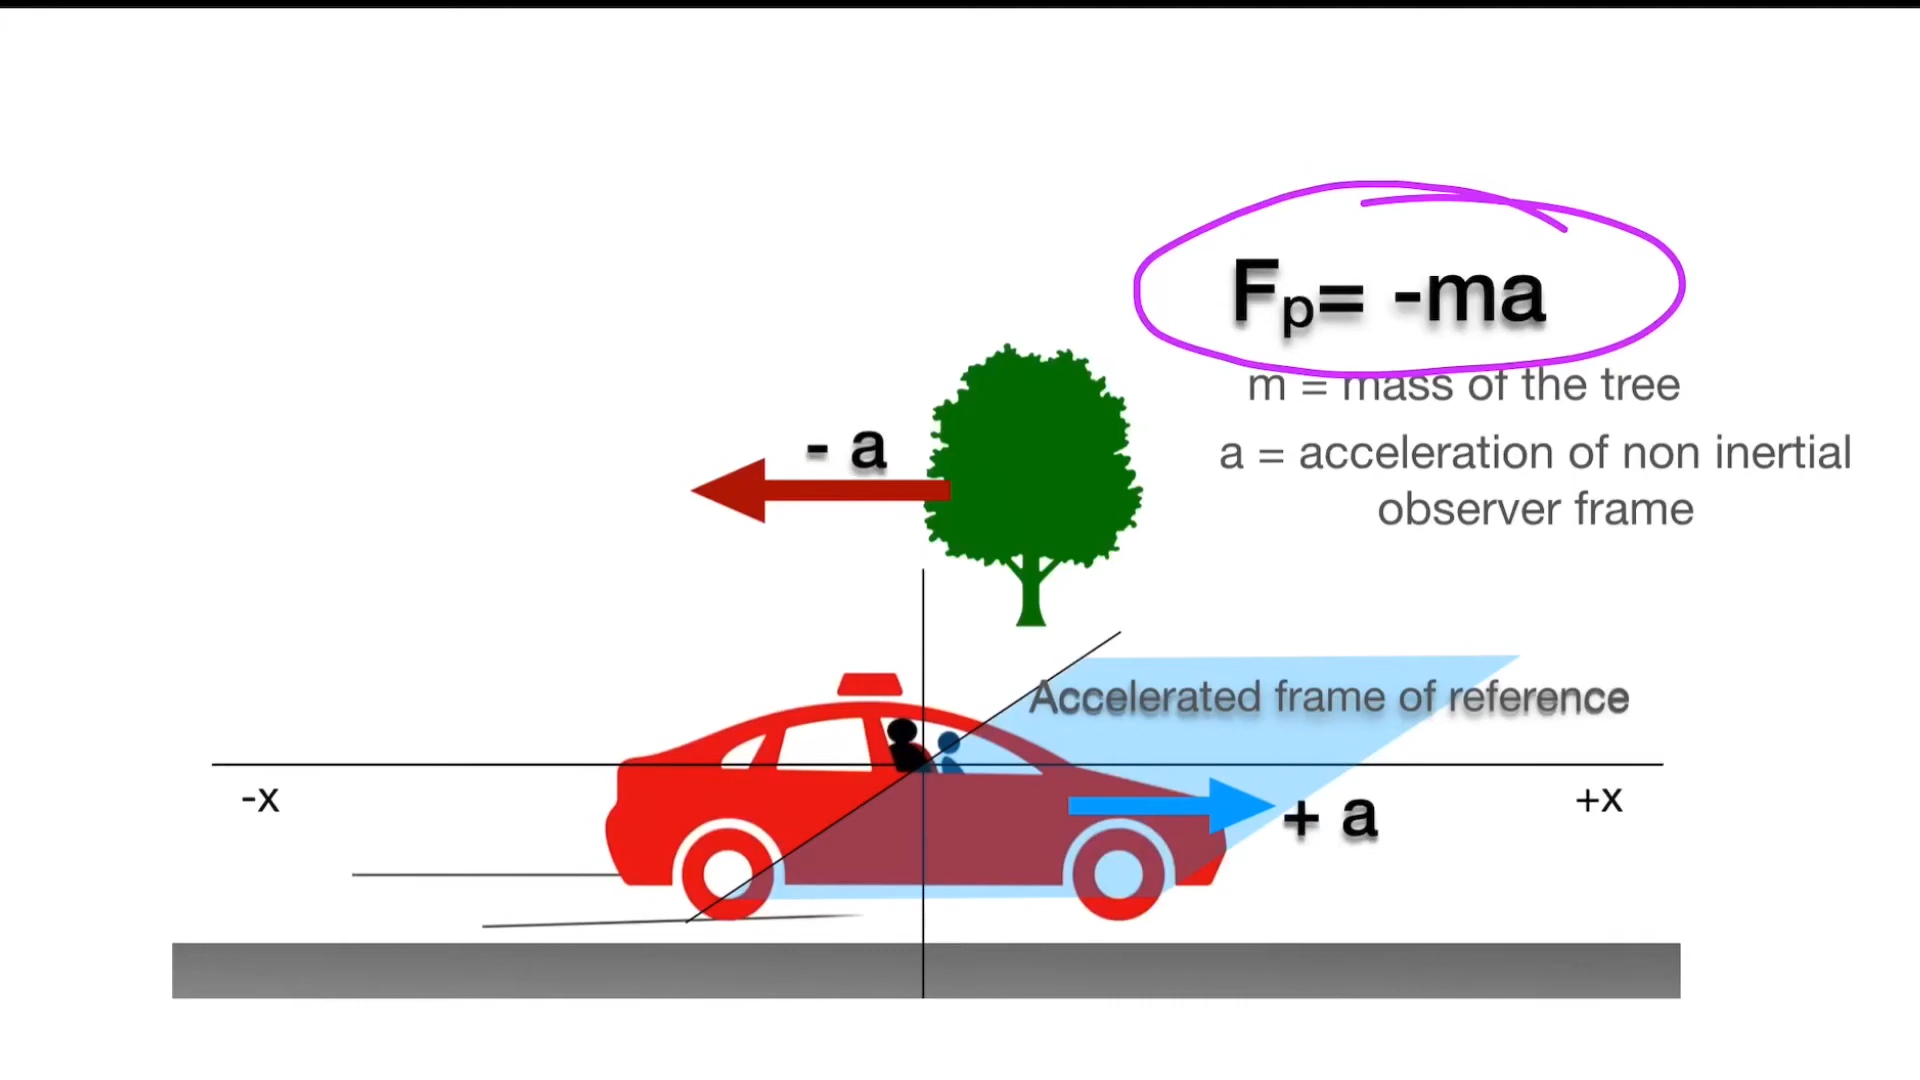 Fp= -ma
m = mass of the tree
a = acceleration of non inertial
observer frame
- a
Accelerated frame of reference
-x
+ a
+x